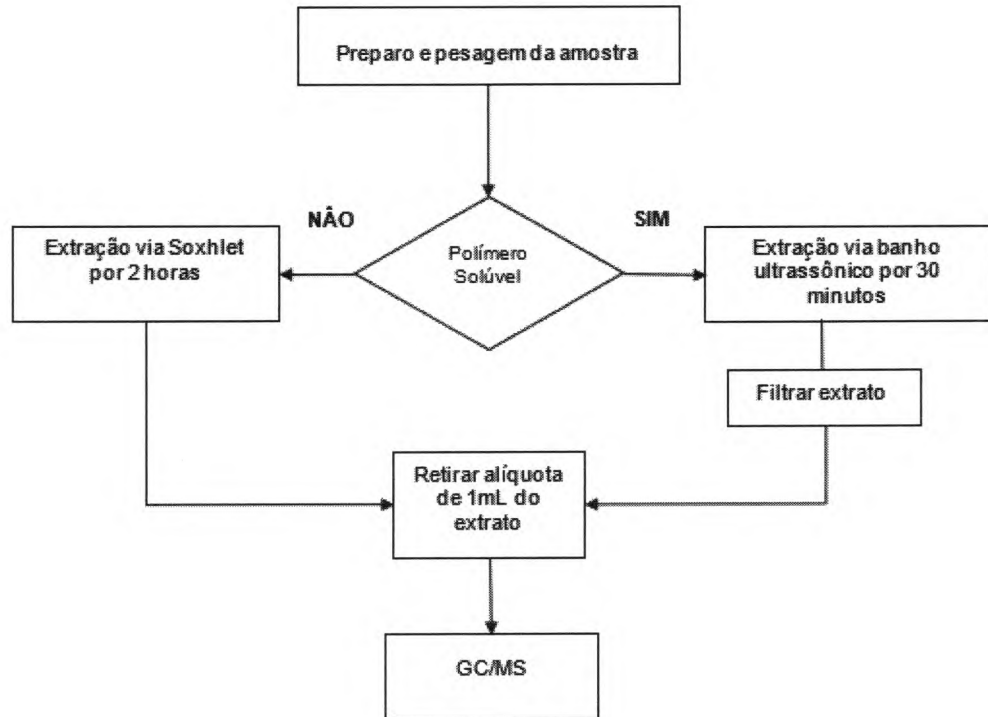 Preparo e pesagem da amostra
NÂO
SIM
Extração via Soxhlet
por 2 horas
Polímero
Solúvel
Extração via banho
ultrassônico por 30
minutos
Filtrar extrato
Retirar alíquota
de 1mL do
extrato
GC/MS